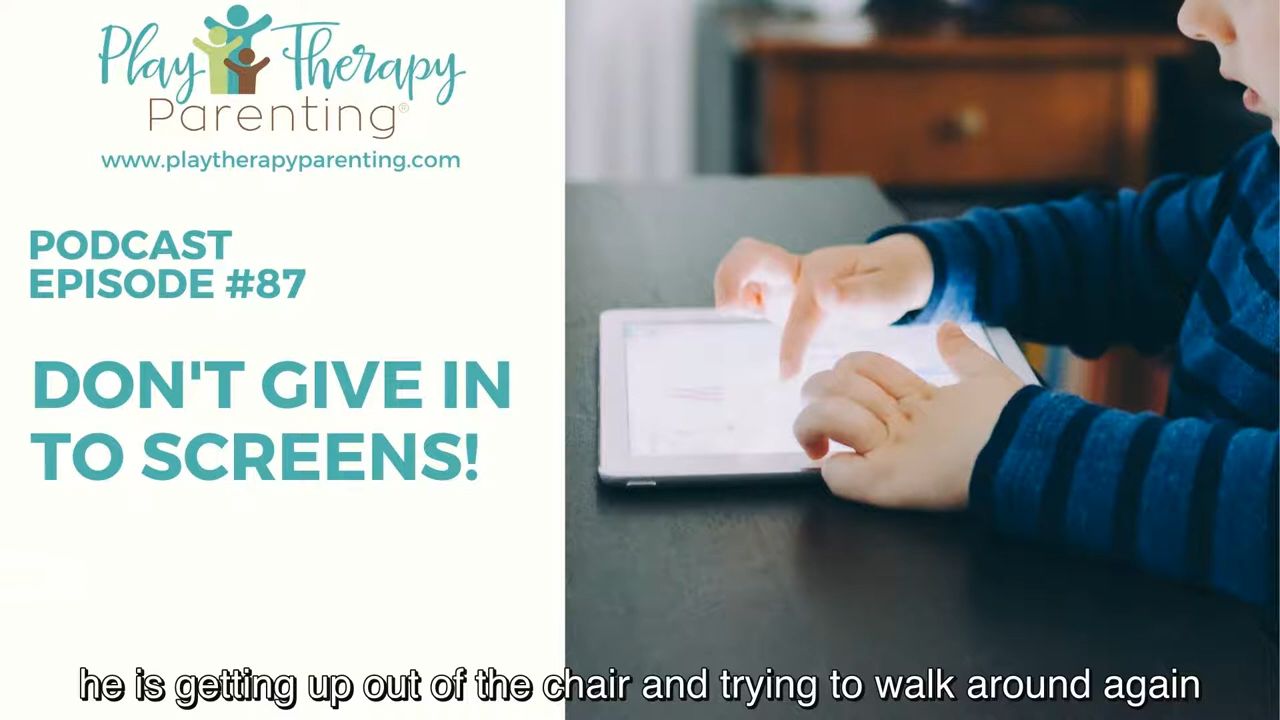 Play Therapy
Parenting®
www.playtherapyparenting.com
PODCAST
EPISODE #87
DON'T GIVE IN
TO SCREENS!
he is getting up out of the chair and trying to walk around again